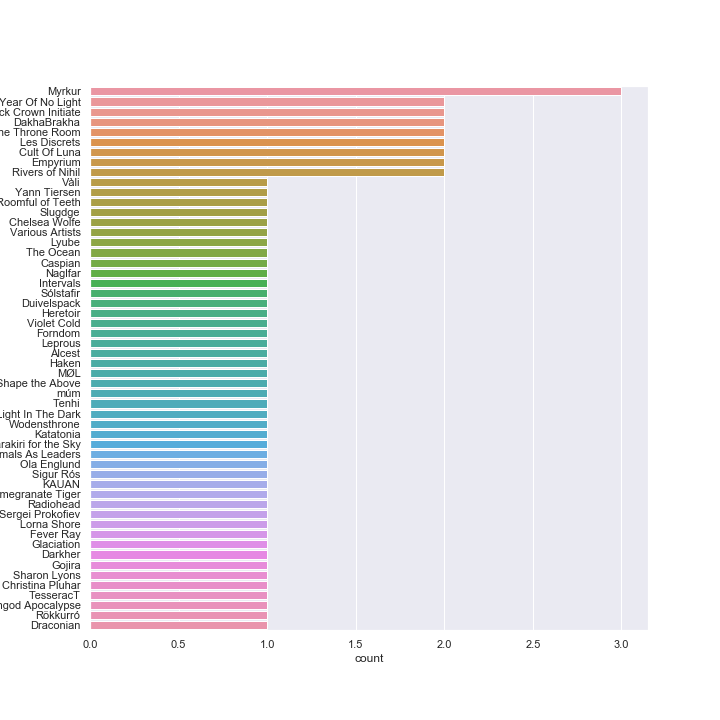 Myrkur
Year Of No Light
ck Crown Initiate
DakhaBrakha
he Throne Room
Les Discrets
Cult Of Luna
Empyrium
Rivers of Nihil
Vàli
Yann Tiersen
Roomful of Teeth
Slugdge
Chelsea Wolfe
Various Artists
Lyube
The Ocean
Caspian
Naglfar
Intervals
Sólstafir
Duivelspack
Heretoir
Violet Cold
Forndom
Leprous
Alcest
Haken
MØL
Shape the Above
múm
Tenhi
Light In The Dark
Wodensthrone
Katatonia
arakiri for the Sky
mals As Leaders
Ola Englund
Sigur Rós
KAUAN
megranate Tiger
Radiohead
Sergei Prokofiev
Lorna Shore
Fever Ray
Glaciation
Darkher
Gojira
Sharon Lyons
Christina Pluhar
TesseracT
ngod Apocalypse
Rökkurró
Draconian
0.0 0.5 1.0 1.5 2.0 2.5 3.0
count